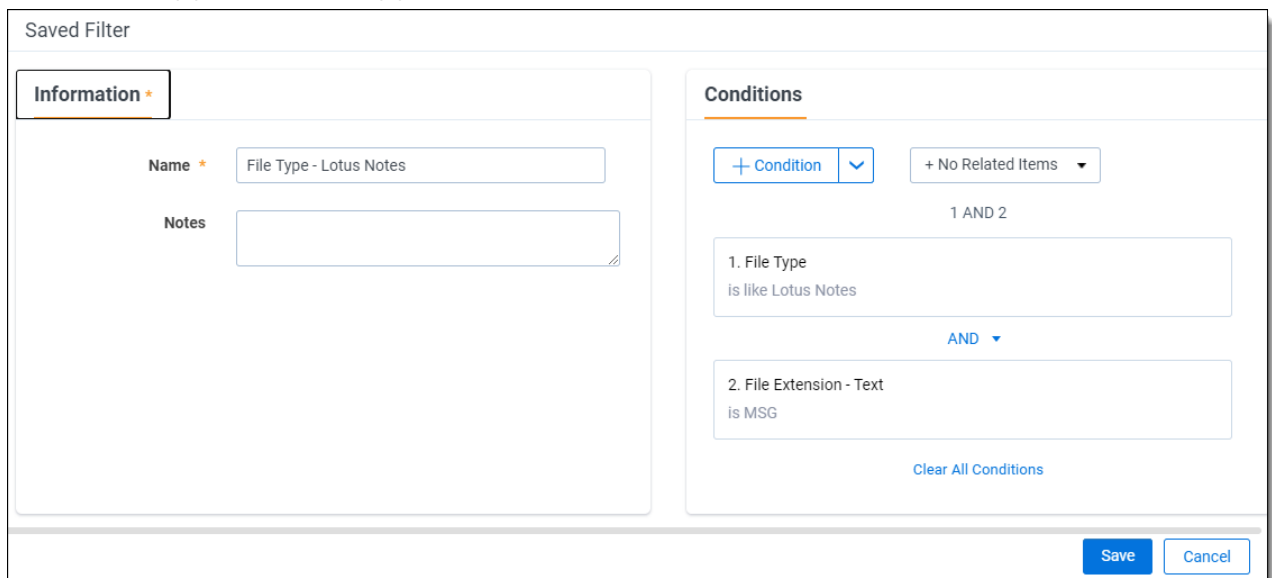 Saved Filter
Information *
Name * File Type - Lotus Notes
Notes
Conditions
+ Condition + No Related Items
1 AND 2
1. File Type
is like Lotus Notes
AND
2. File Extension - Text
is MSG
Clear All Conditions
Save Cancel